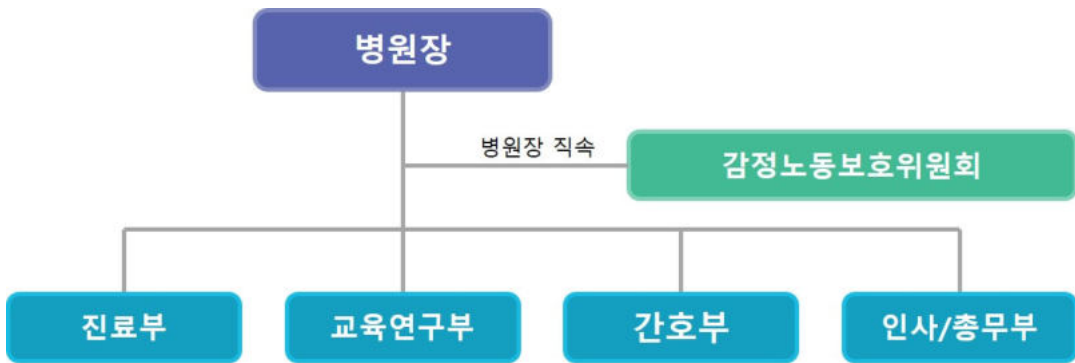 병원장
병원장 직속
감정노동보호위원회
진료부
교육연구부
간호부
인사/총무부